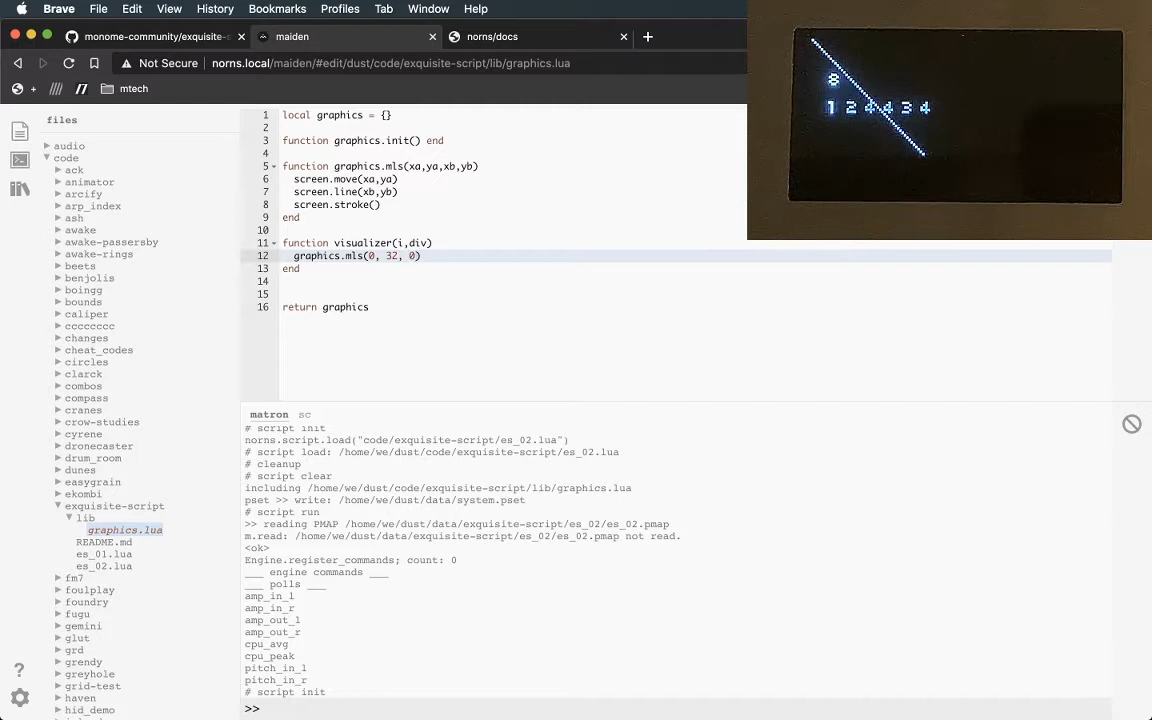 Brave File Edit View History Bookmarks Profiles Tab Window Help
monome-community/exquisite-s
maiden
norns/docs
Not Secure norns.local/maiden/#edit/dust/code/exquisite-script/lib/graphics.lua
mtech
8
1 2 4 4 3 4
files
audio
code
ack
animator
arcify
arp_index
ash
awake
awake-passersby
awake-rings
beets
benjolis
boingg
bounds
caliper
cccccccc
changes
cheat_codes
circles
clarck
combos
compass
cranes
crow-studies
cyrene
dronecaster
drum_room
dunes
easygrain
ekombi
exquisite-script
lib
graphics.lua
README.md
es_01.lua
es_02.lua
fm7
foulplay
foundry
fugu
gemini
glut
grd
grendy
greyhole
grid-test
haven
hid_demo
1 local graphics = {}
2
3 function graphics.init() end
4
5 function graphics.mls(xa,ya,xb,yb)
6 screen.move(xa,ya)
7 screen.line(xb,yb)
8 screen.stroke()
9 end
10
11 function visualizer(i,div)
12 graphics.mls(0, 32, 0)
13 end
14
15
16 return graphics
matron sc
# script init
norns.script.load("code/exquisite-script/es_02.lua")
# script load: /home/we/dust/code/exquisite-script/es_02.lua
# cleanup
# script clear
including /home/we/dust/code/exquisite-script/lib/graphics.lua
pset >> write: /home/we/dust/data/system.pset
# script run
>> reading PMAP /home/we/dust/data/exquisite-script/es_02/es_02.pmap
m.read: /home/we/dust/data/exquisite-script/es_02/es_02.pmap not read.
<ok>
Engine.register_commands; count: 0
___ engine commands ___
___ polls ___
amp_in_l
amp_in_r
amp_out_l
amp_out_r
cpu_avg
cpu_peak
pitch_in_l
pitch_in_r
# script init
>>